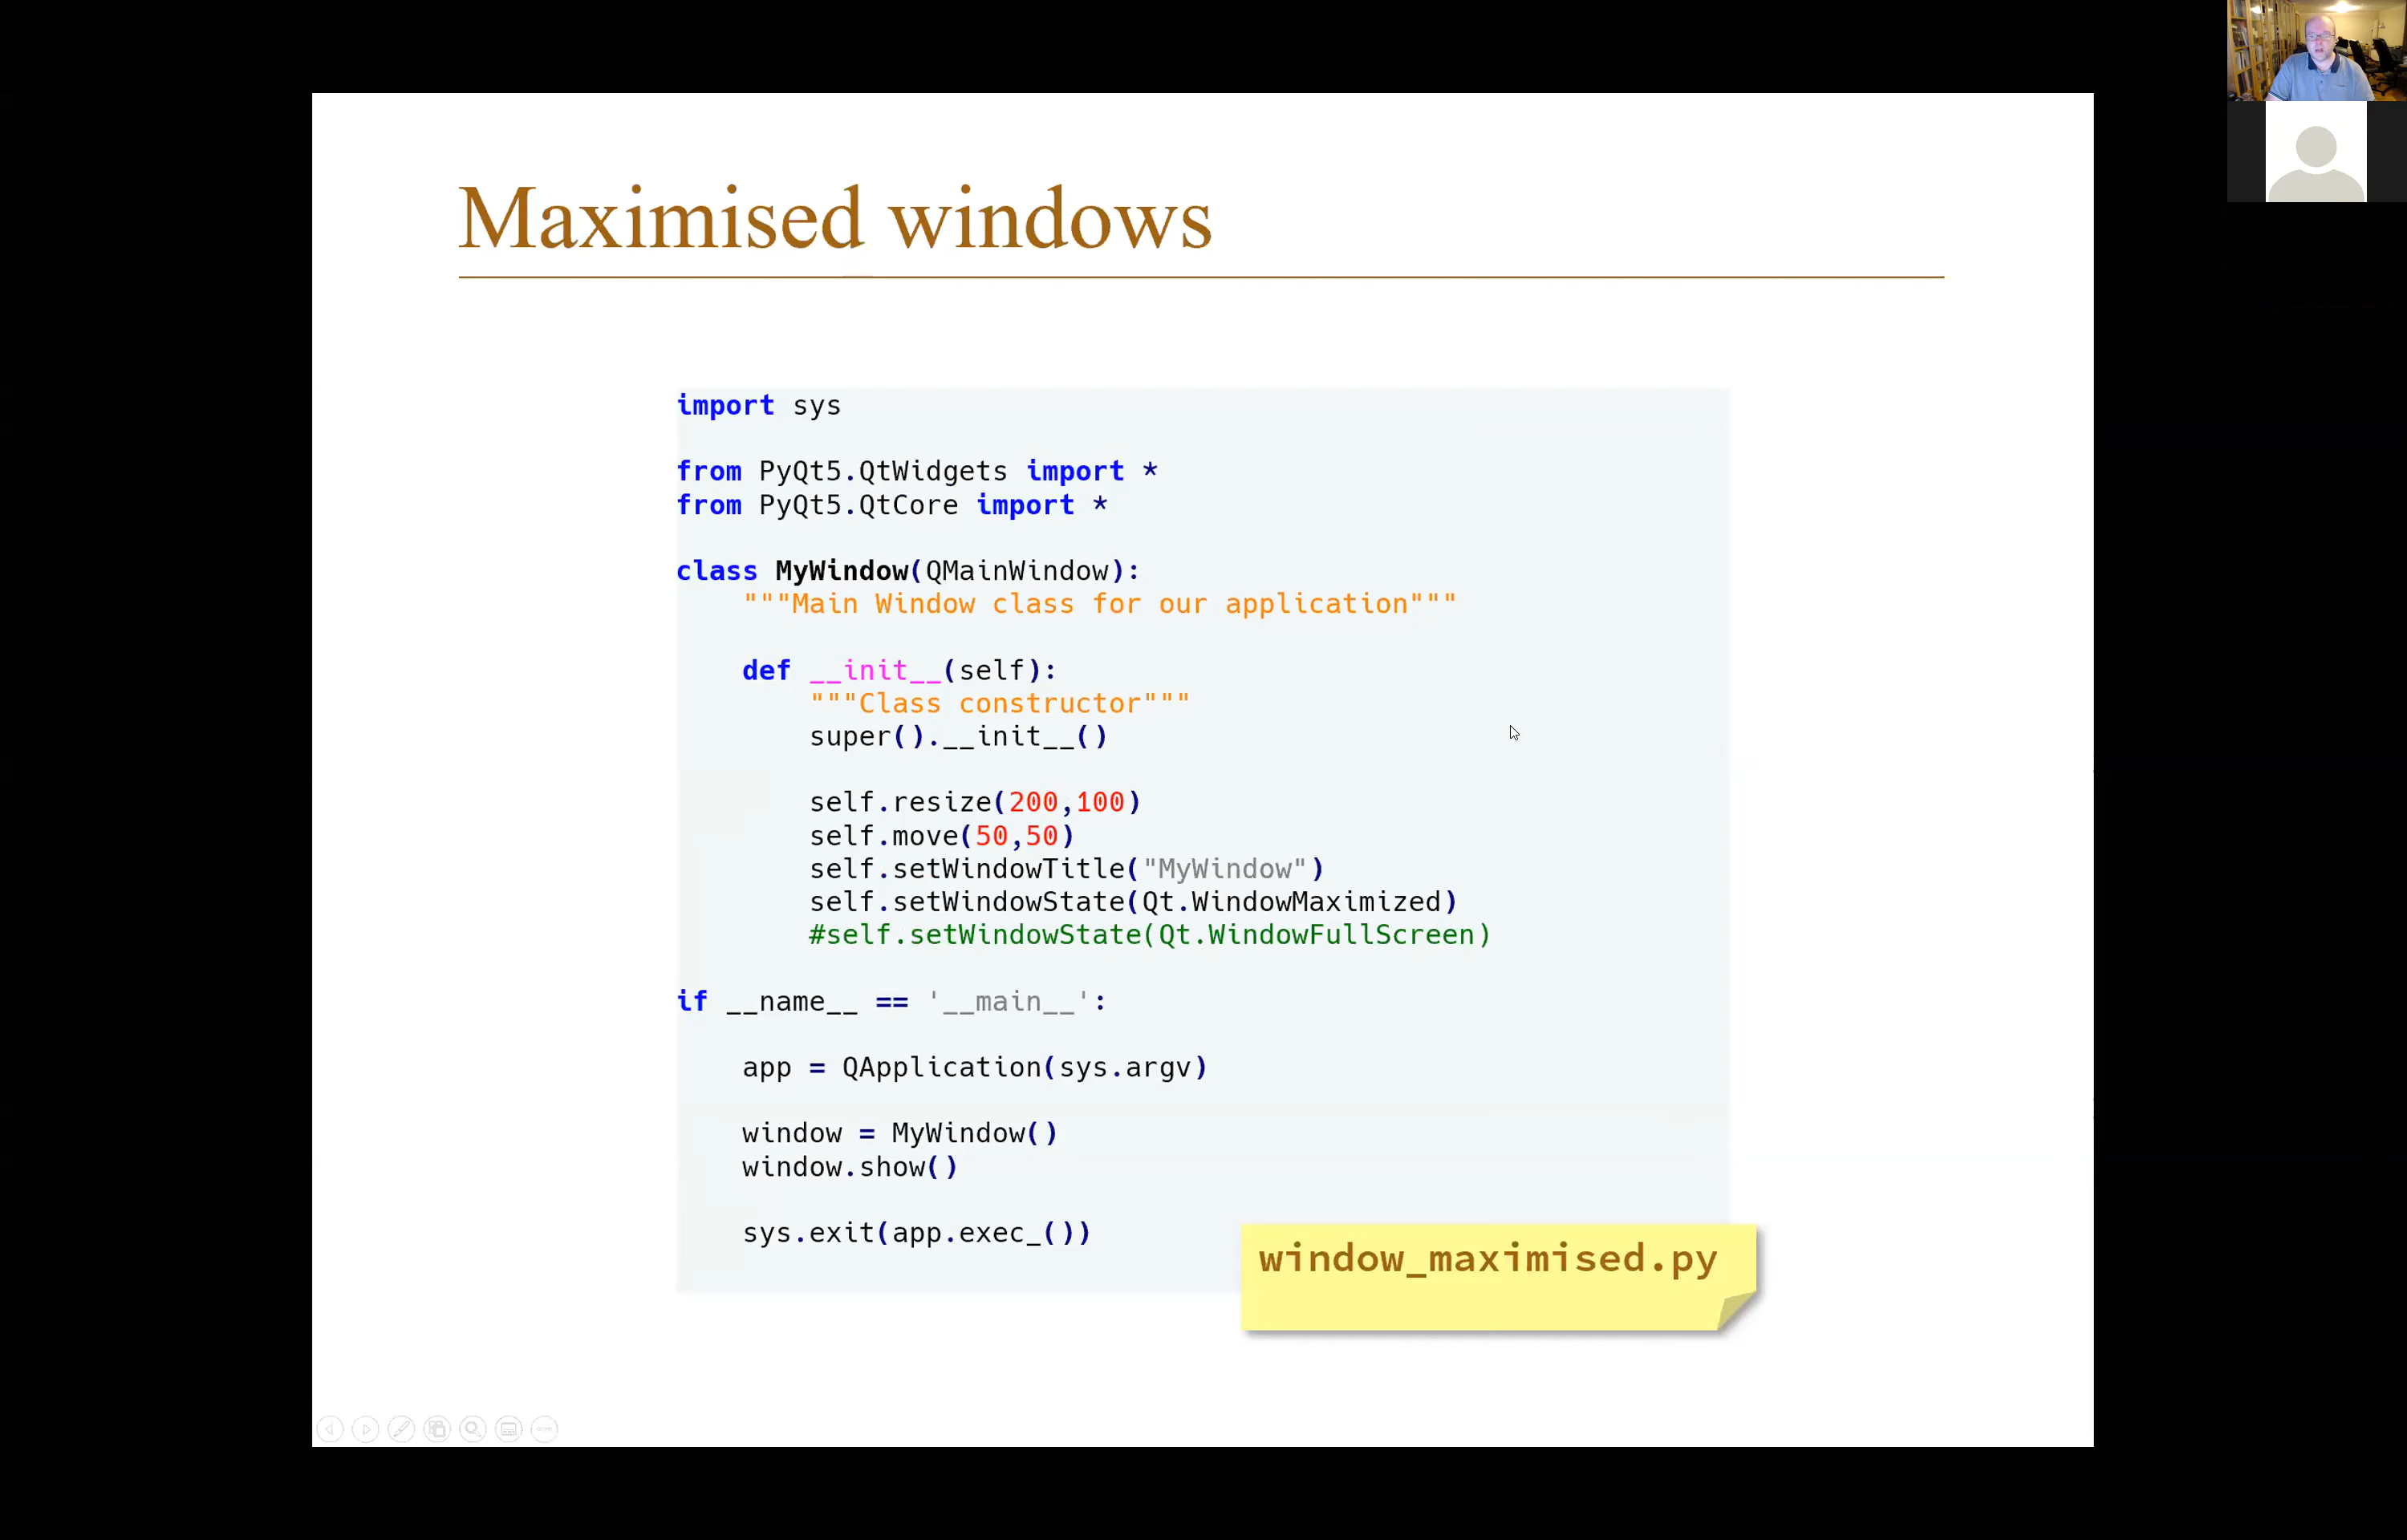 Maximised windows
import sys
from PyQt5.QtWidgets import *
from PyQt5.QtCore import *
class MyWindow(QMainWindow):
    """Main Window class for our application"""
    def __init__(self):
        """Class constructor"""
        super().__init__()
        self.resize(200,100)
        self.move(50,50)
        self.setWindowTitle("MyWindow")
        self.setWindowState(Qt.WindowMaximized)
        #self.setWindowState(Qt.WindowFullScreen)
if __name__ == '__main__':
    app = QApplication(sys.argv)
    window = MyWindow()
    window.show()
    sys.exit(app.exec_())
window_maximised.py